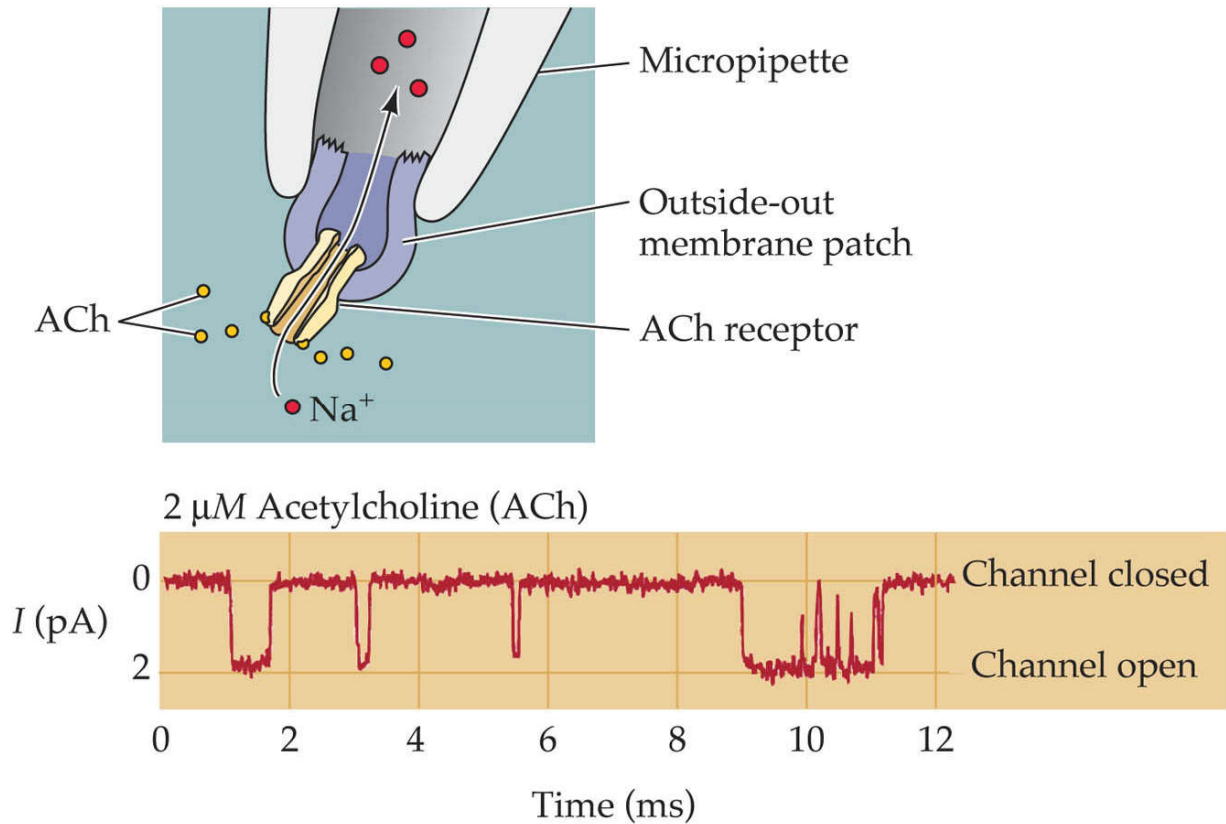 Micropipette
Outside-out
membrane patch
ACh
ACh receptor
Na⁺
2 μM Acetylcholine (ACh)
0
Channel closed
I (pA)
2
Channel open
0 2 4 6 8 10 12
Time (ms)